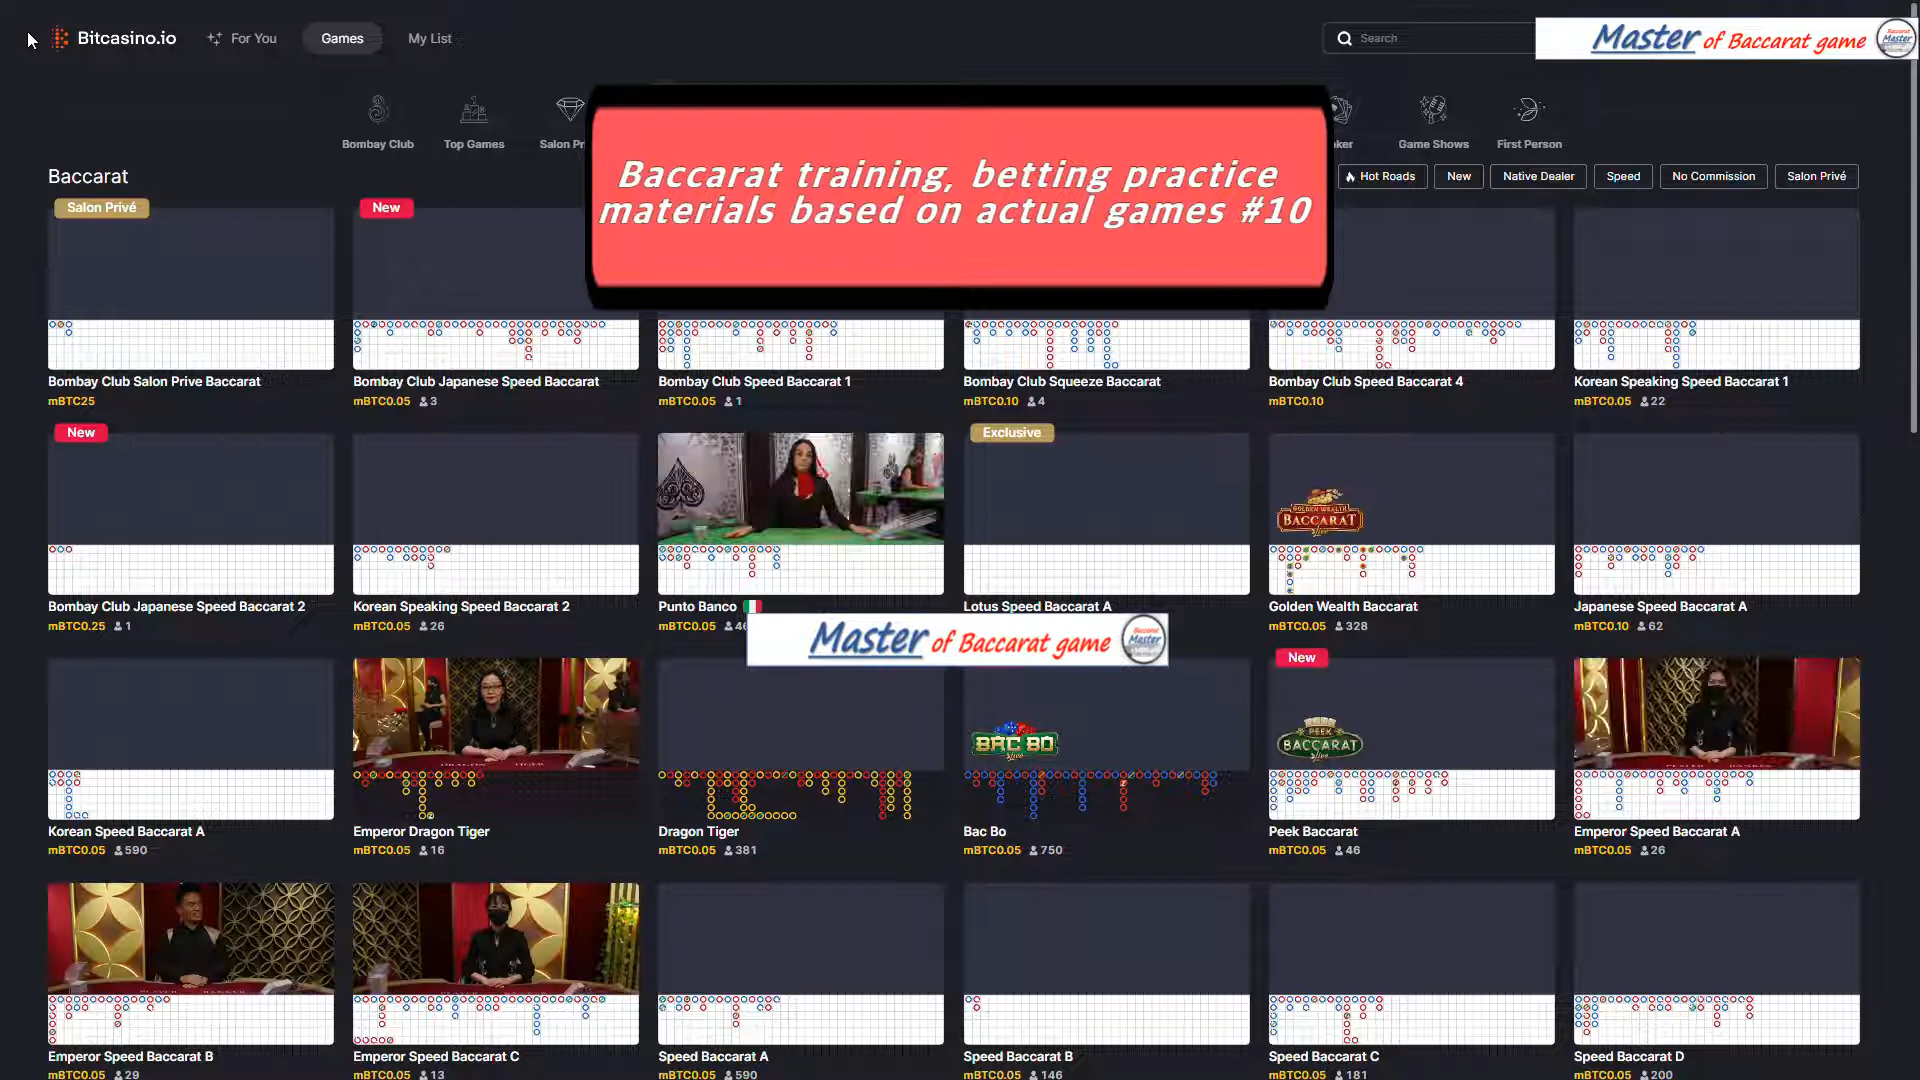 Bitcasino.io
For You
Games
My List
Search
Master of Baccarat game
Bombay Club
Top Games
Salon Pr
oker
Game Shows
First Person
Baccarat training, betting practice
materials based on actual games #10
Baccarat
Hot Roads
New
Native Dealer
Speed
No Commission
Salon Privé
Salon Privé
New
Bombay Club Salon Prive Baccarat
mBTC25
Bombay Club Japanese Speed Baccarat
mBTC0.05 3
Bombay Club Speed Baccarat 1
mBTC0.05 1
Bombay Club Squeeze Baccarat
mBTC0.10 4
Bombay Club Speed Baccarat 4
mBTC0.10
Korean Speaking Speed Baccarat 1
mBTC0.05 22
New
Exclusive
GOLDEN WEALTH
BACCARAT
Live
Bombay Club Japanese Speed Baccarat 2
mBTC0.25 1
Korean Speaking Speed Baccarat 2
mBTC0.05 26
Punto Banco
mBTC0.05 46
Lotus Speed Baccarat A
Golden Wealth Baccarat
mBTC0.05 328
Japanese Speed Baccarat A
mBTC0.10 62
Master of Baccarat game
New
BAC BO
Live
PEEK
BACCARAT
Live
Korean Speed Baccarat A
mBTC0.05 590
Emperor Dragon Tiger
mBTC0.05 16
Dragon Tiger
mBTC0.05 381
Bac Bo
mBTC0.05 750
Peek Baccarat
mBTC0.05 46
Emperor Speed Baccarat A
mBTC0.05 26
Emperor Speed Baccarat B
mBTC0.05 29
Emperor Speed Baccarat C
mBTC0.05 13
Speed Baccarat A
mBTC0.05 590
Speed Baccarat B
mBTC0.05 146
Speed Baccarat C
mBTC0.05 181
Speed Baccarat D
mBTC0.05 200